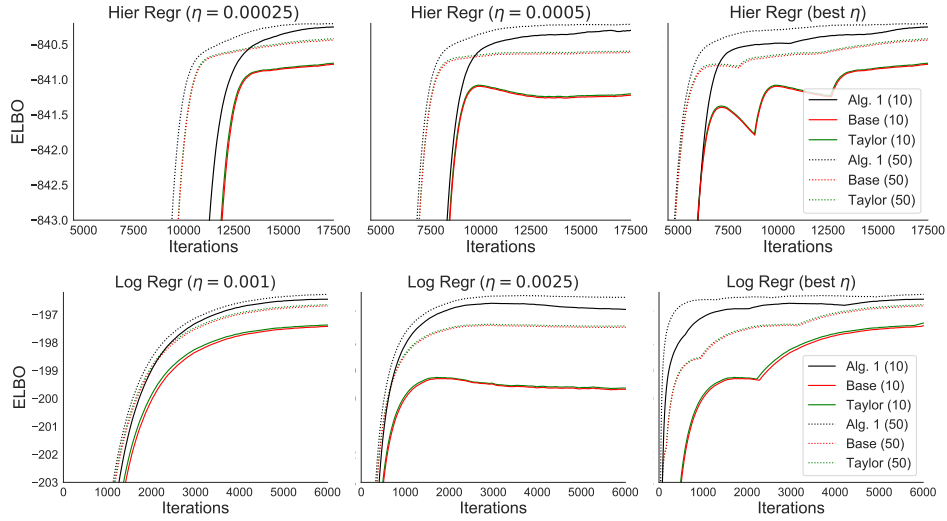 Hier Regr (η = 0.00025)
Hier Regr (η = 0.0005)
Hier Regr (best η)
ELBO
−840.5
−841.0
−841.5
−842.0
−842.5
−843.0
5000 7500 10000 12500 15000 17500
5000 7500 10000 12500 15000 17500
5000 7500 10000 12500 15000 17500
Iterations
Iterations
Iterations
Alg. 1 (10)
Base (10)
Taylor (10)
Alg. 1 (50)
Base (50)
Taylor (50)
Log Regr (η = 0.001)
Log Regr (η = 0.0025)
Log Regr (best η)
ELBO
−197
−198
−199
−200
−201
−202
−203
0 1000 2000 3000 4000 5000 6000
0 1000 2000 3000 4000 5000 6000
0 1000 2000 3000 4000 5000 6000
Iterations
Iterations
Iterations
Alg. 1 (10)
Base (10)
Taylor (10)
Alg. 1 (50)
Base (50)
Taylor (50)